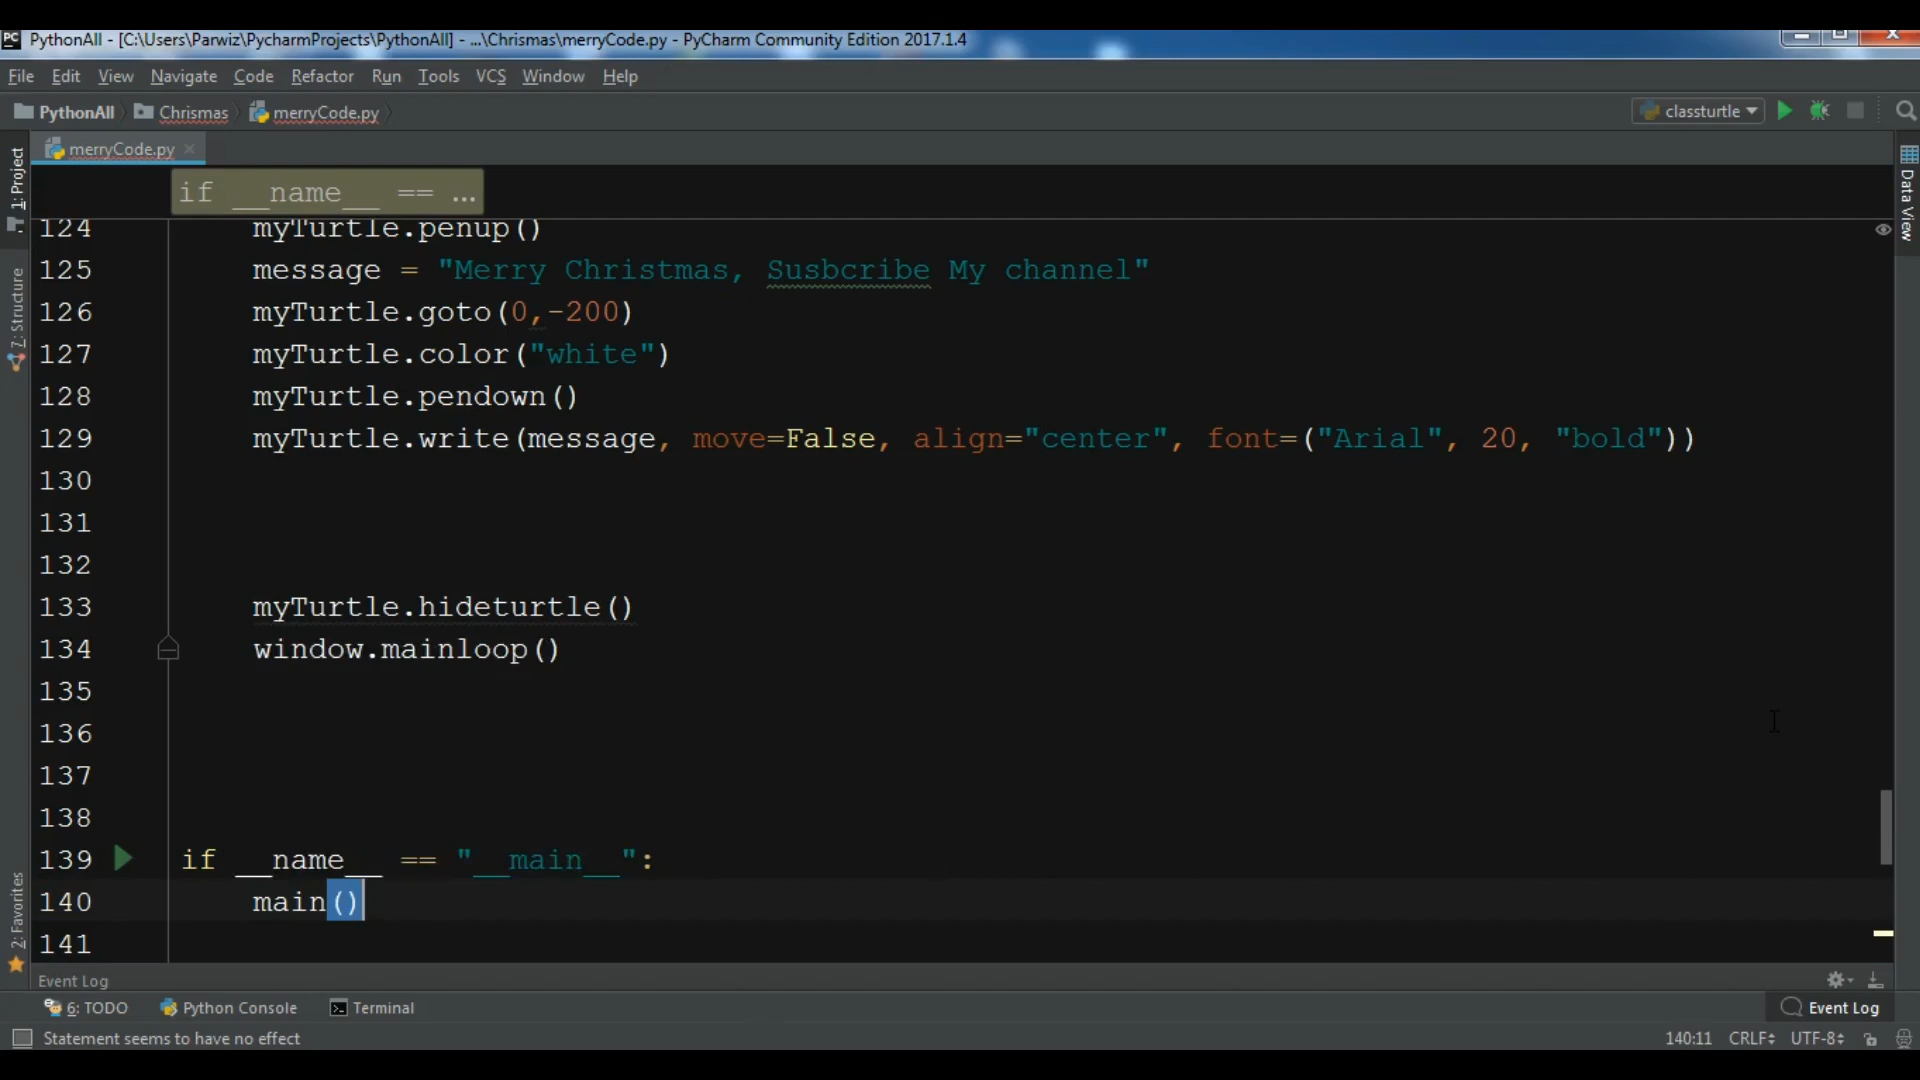 PC PythonAll - [C:\Users\Parwiz\PycharmProjects\PythonAll] - ...\Chrismas\merryCode.py - PyCharm Community Edition 2017.1.4
File Edit View Navigate Code Refactor Run Tools VCS Window Help
PythonAll Chrismas merryCode.py classturtle
merryCode.py
1: Project
7: Structure
2: Favorites
Data View
if __name__ == ...
124 myTurtle.penup()
125 message = "Merry Christmas, Susbcribe My channel"
126 myTurtle.goto(0,-200)
127 myTurtle.color("white")
128 myTurtle.pendown()
129 myTurtle.write(message, move=False, align="center", font=("Arial", 20, "bold"))
130
131
132
133 myTurtle.hideturtle()
134 window.mainloop()
135
136
137
138
139 if __name__ == "__main__":
140 main()
141
Event Log
6: TODO Python Console Terminal Event Log
Statement seems to have no effect 140:11 CRLF UTF-8